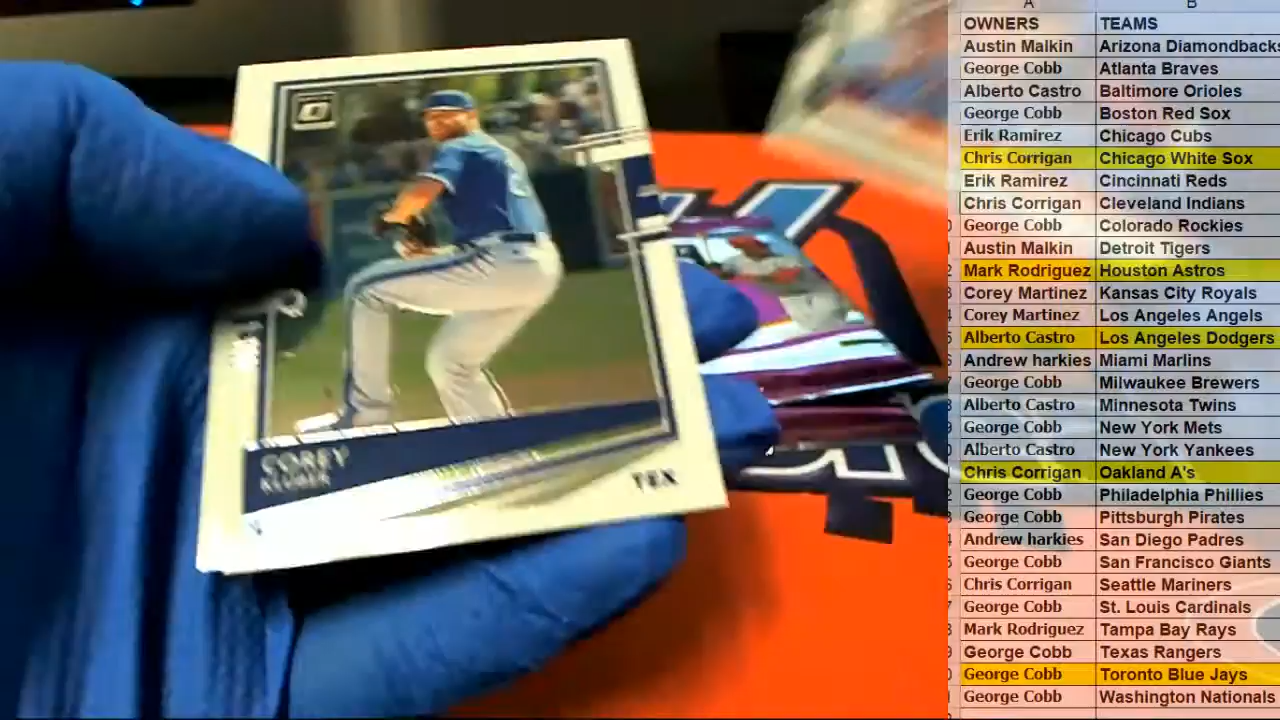 A B
OWNERS TEAMS
Austin Malkin Arizona Diamondbacks
George Cobb Atlanta Braves
Alberto Castro Baltimore Orioles
George Cobb Boston Red Sox
Erik Ramirez Chicago Cubs
Chris Corrigan Chicago White Sox
Erik Ramirez Cincinnati Reds
Chris Corrigan Cleveland Indians
George Cobb Colorado Rockies
Austin Malkin Detroit Tigers
Mark Rodriguez Houston Astros
Corey Martinez Kansas City Royals
Corey Martinez Los Angeles Angels
Alberto Castro Los Angeles Dodgers
Andrew harkies Miami Marlins
George Cobb Milwaukee Brewers
Alberto Castro Minnesota Twins
George Cobb New York Mets
Alberto Castro New York Yankees
Chris Corrigan Oakland A's
George Cobb Philadelphia Phillies
George Cobb Pittsburgh Pirates
Andrew harkies San Diego Padres
George Cobb San Francisco Giants
Chris Corrigan Seattle Mariners
George Cobb St. Louis Cardinals
Mark Rodriguez Tampa Bay Rays
George Cobb Texas Rangers
George Cobb Toronto Blue Jays
George Cobb Washington Nationals
COREY
KLUBER
TEX